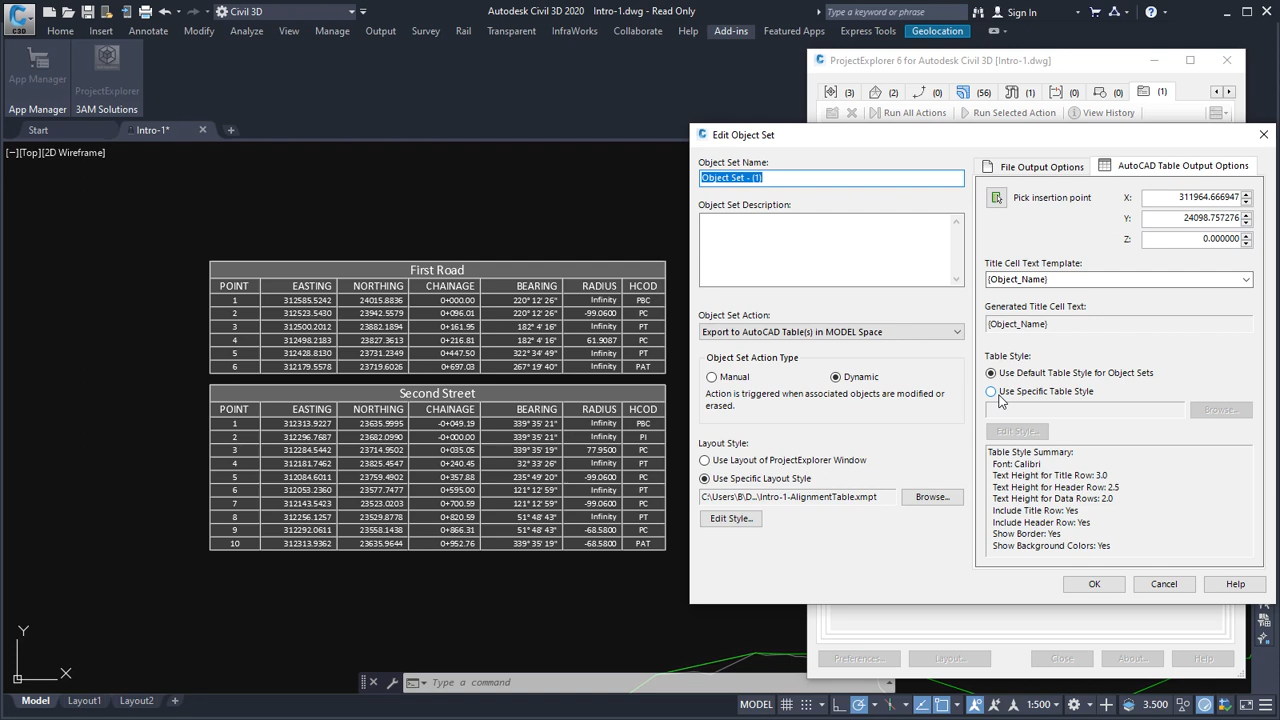 Civil 3D
Autodesk Civil 3D 2020 Intro-1.dwg - Read Only
Type a keyword or phrase
Sign In
C3D
Home Insert Annotate Modify Analyze View Manage Output Survey Rail Transparent InfraWorks Collaborate Help Add-ins Featured Apps Express Tools Geolocation
App Manager
ProjectExplorer
App Manager
3AM Solutions
Start
Intro-1*
[−][Top][2D Wireframe]
ProjectExplorer 6 for Autodesk Civil 3D [Intro-1.dwg]
(3) (2) (0) (56) (1) (0) (0) (1)
Run All Actions Run Selected Action View History
First Road
POINT EASTING NORTHING CHAINAGE BEARING RADIUS HCOD
1 312585.5242 24015.8836 0+000.00 220° 12' 26" Infinity PBC
2 312523.5430 23942.5579 0+096.01 220° 12' 26" -99.0600 PC
3 312500.2012 23882.1894 0+161.95 182° 4' 16" Infinity PT
4 312498.2183 23827.3613 0+216.81 182° 4' 16" 61.9087 PC
5 312428.8130 23731.2349 0+447.50 322° 34' 49" Infinity PT
6 312179.5578 23719.6026 0+697.03 267° 19' 40" Infinity PAT
Second Street
POINT EASTING NORTHING CHAINAGE BEARING RADIUS HCOD
1 312313.9227 23635.9995 -0+049.19 339° 35' 21" Infinity PBC
2 312296.7687 23682.0990 -0+000.00 339° 35' 21" Infinity PI
3 312284.5442 23714.9502 0+035.05 339° 35' 19" 77.9500 PC
4 312181.7462 23825.4547 0+240.45 32° 33' 26" Infinity PT
5 312084.6011 23785.2374 0+357.88 235° 49' 20" Infinity PC
6 312053.2360 23577.7477 0+595.00 121° 12' 59" Infinity PT
7 312143.5423 23523.0203 0+700.59 121° 12' 59" -68.5800 PC
8 312256.1257 23529.8778 0+820.59 51° 48' 43" Infinity PT
9 312292.0611 23558.1438 0+866.31 51° 48' 43" -68.5800 PC
10 312313.9362 23635.9644 0+952.76 339° 35' 19" -68.5800 PAT
Edit Object Set
Object Set Name:
Object Set - (1)
Object Set Description:
Object Set Action:
Export to AutoCAD Table(s) in MODEL Space
Object Set Action Type
Manual
Dynamic
Action is triggered when associated objects are modified or
erased.
Layout Style:
Use Layout of ProjectExplorer Window
Use Specific Layout Style
C:\Users\B\D...\Intro-1-AlignmentTable.xmpt
Browse...
Edit Style...
File Output Options
AutoCAD Table Output Options
Pick insertion point
X: 311964.666947
Y: 24098.757276
Z: 0.000000
Title Cell Text Template:
{Object_Name}
Generated Title Cell Text:
{Object_Name}
Table Style:
Use Default Table Style for Object Sets
Use Specific Table Style
Browse...
Edit Style...
Table Style Summary:
Font: Calibri
Text Height for Title Row: 3.0
Text Height for Header Row: 2.5
Text Height for Data Rows: 2.0
Include Title Row: Yes
Include Header Row: Yes
Show Border: Yes
Show Background Colors: Yes
OK Cancel Help
Preferences... Layout... Close About... Help
Y
X
Type a command
Model Layout1 Layout2
MODEL
1:500
3.500